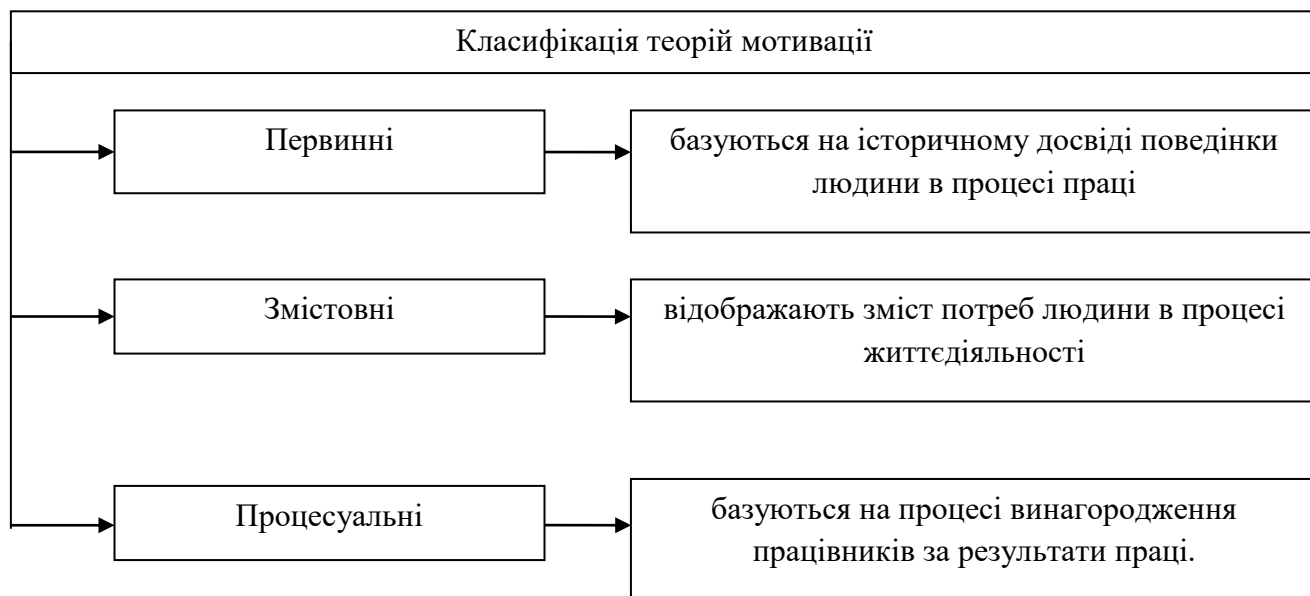 Класифікація теорій мотивації
Первинні
базуються на історичному досвіді поведінки
людини в процесі праці
Змістовні
відображають зміст потреб людини в процесі
життєдіяльності
Процесуальні
базуються на процесі винагородження
працівників за результати праці.